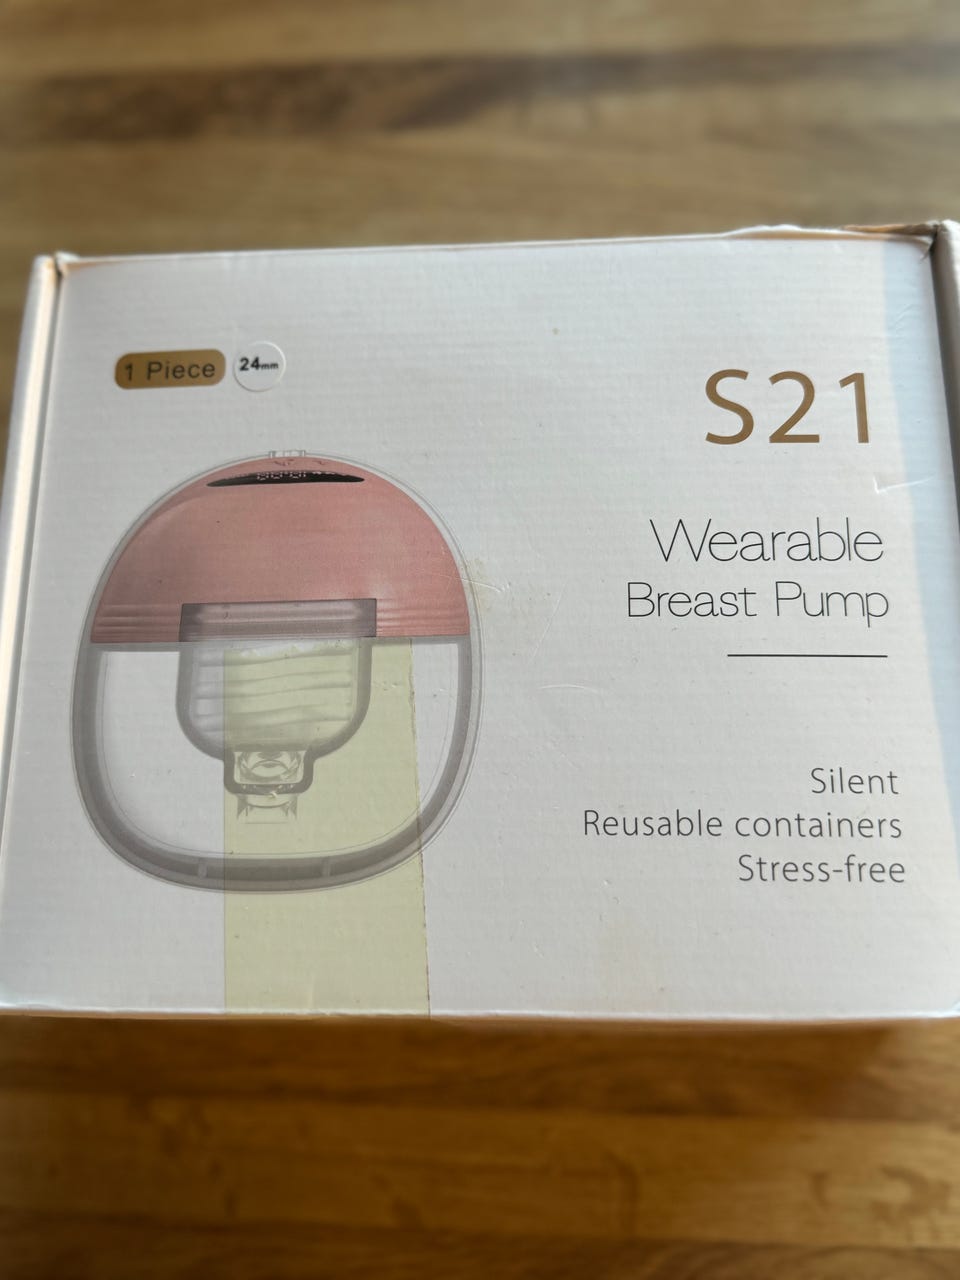 1 Piece 24mm
S21
Wearable
Breast Pump
Silent
Reusable containers
Stress-free